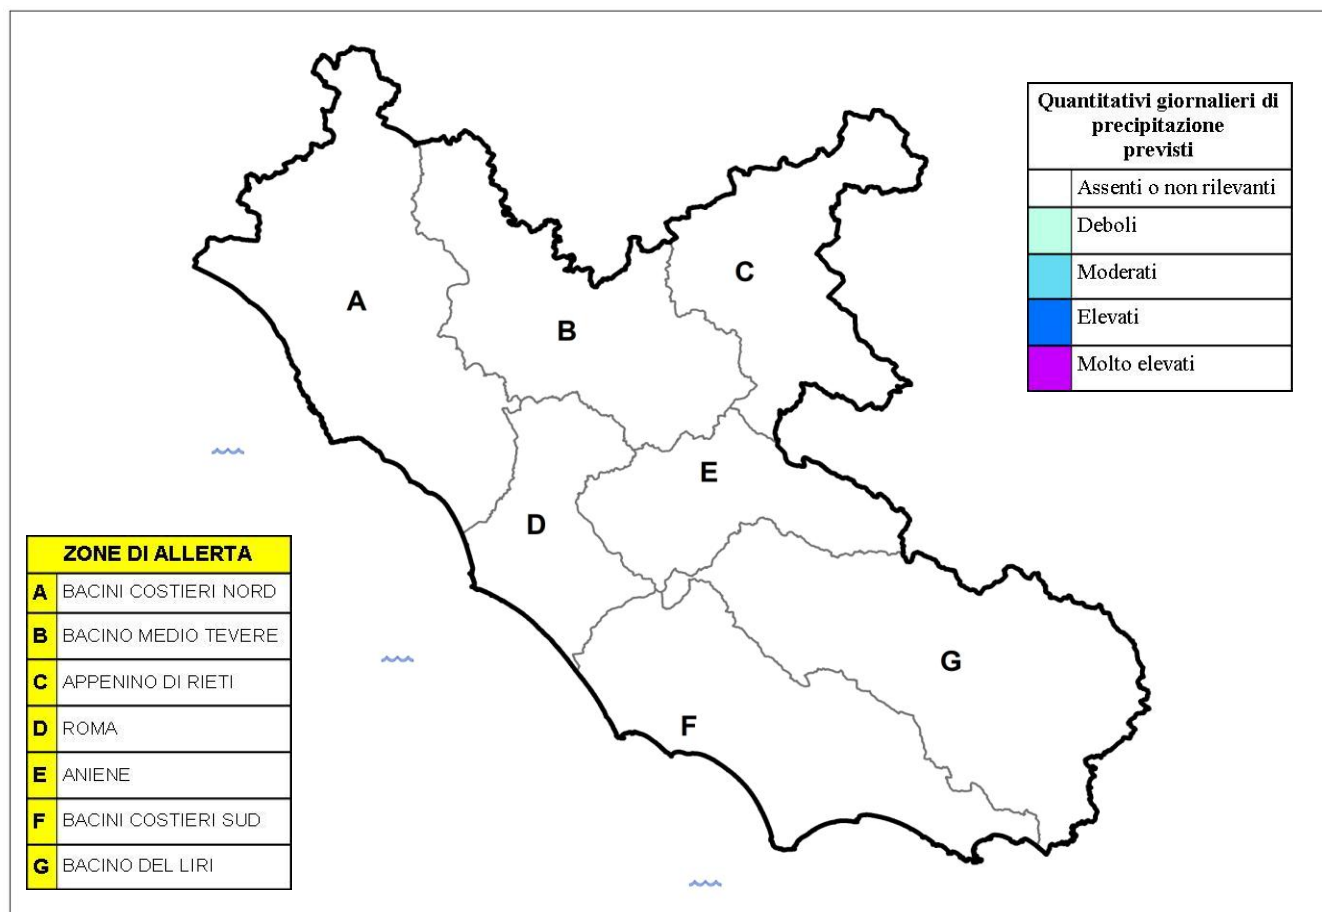 Quantitativi giornalieri di
precipitazione
previsti
Assenti o non rilevanti
Deboli
Moderati
Elevati
Molto elevati
A
B
C
D
E
F
G
ZONE DI ALLERTA
A BACINI COSTIERI NORD
B BACINO MEDIO TEVERE
C APPENINO DI RIETI
D ROMA
E ANIENE
F BACINI COSTIERI SUD
G BACINO DEL LIRI